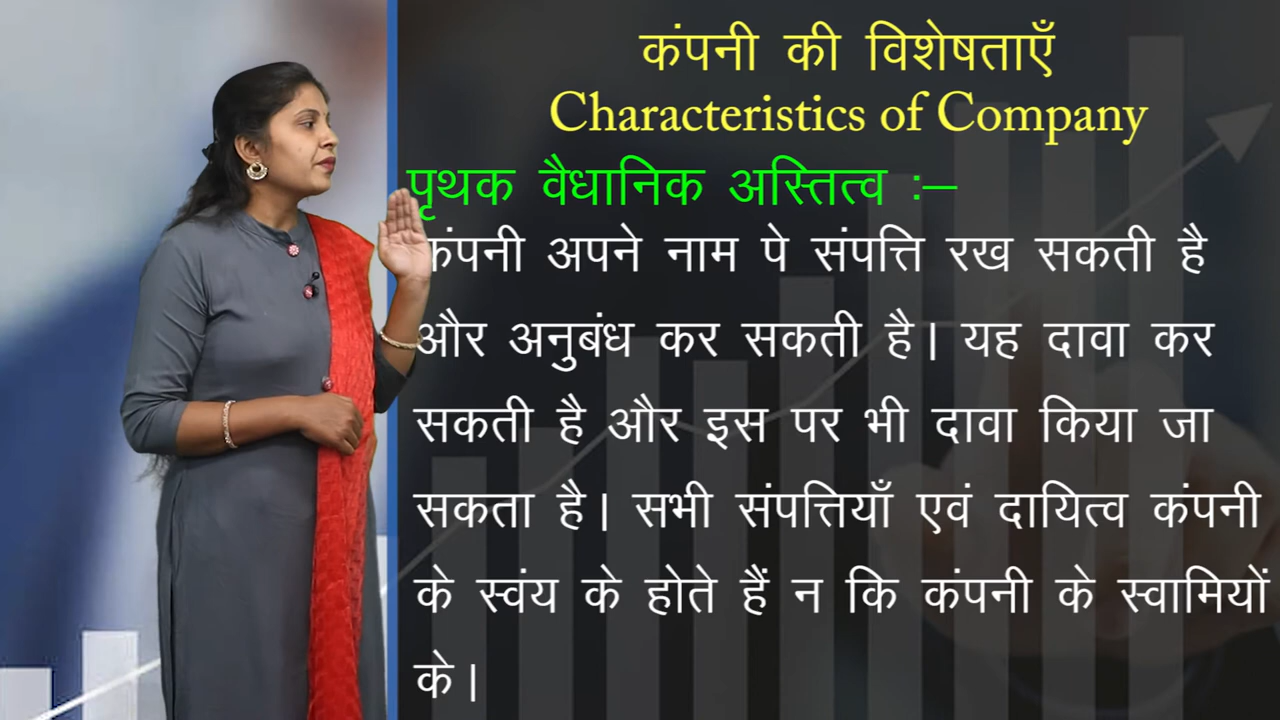 कंपनी की विशेषताएँ
Characteristics of Company
पृथक वैधानिक अस्तित्व :–
कंपनी अपने नाम पे संपत्ति रख सकती है
और अनुबंध कर सकती है। यह दावा कर
सकती है और इस पर भी दावा किया जा
सकता है। सभी संपत्तियाँ एवं दायित्व कंपनी
के स्वंय के होते हैं न कि कंपनी के स्वामियों
के।